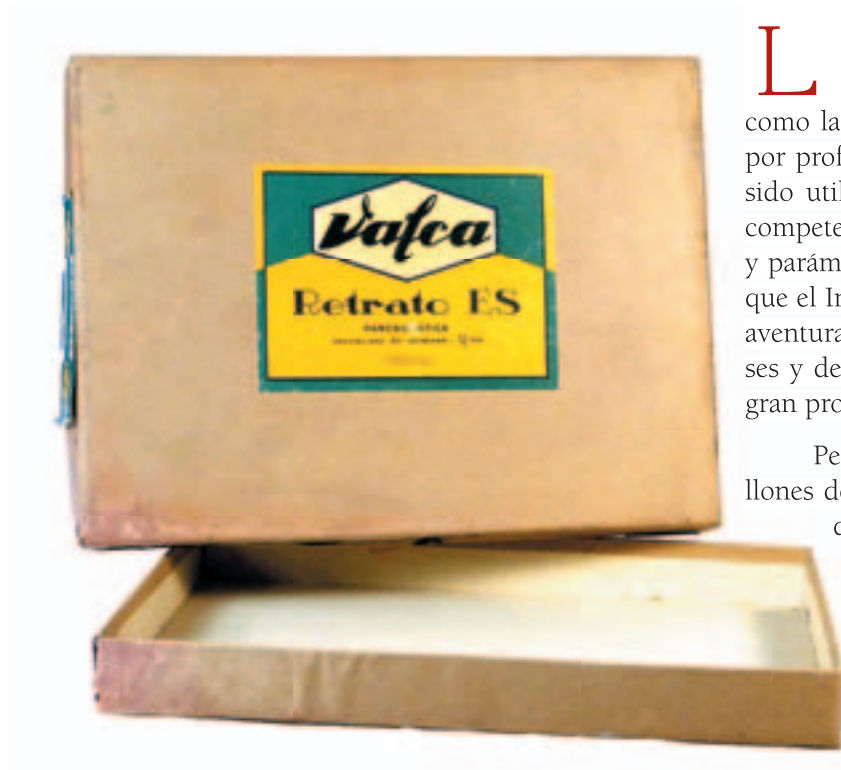 Valca
Retrato ES
L
como la
por prof
sido util
compete
y parám
que el In
aventura
ses y de
gran pro
Pe
llones de